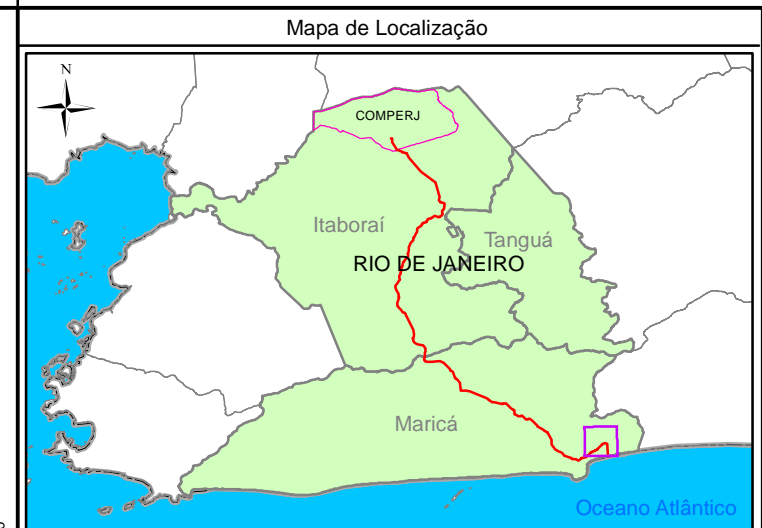 Mapa de Localização
N
COMPERJ
Itaboraí
Tanguá
RIO DE JANEIRO
Maricá
Oceano Atlântico